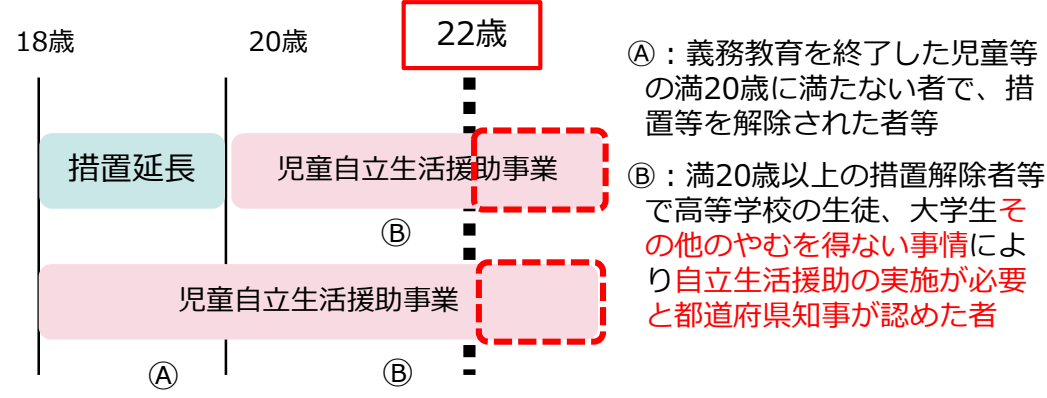 18歳
20歳
22歳
措置延長
児童自立生活援助事業
Ⓑ
児童自立生活援助事業
Ⓐ
Ⓑ
Ⓐ：義務教育を終了した児童等
の満20歳に満たない者で、措
置等を解除された者等
Ⓑ：満20歳以上の措置解除者等
で高等学校の生徒、大学生そ
の他のやむを得ない事情によ
り自立生活援助の実施が必要
と都道府県知事が認めた者